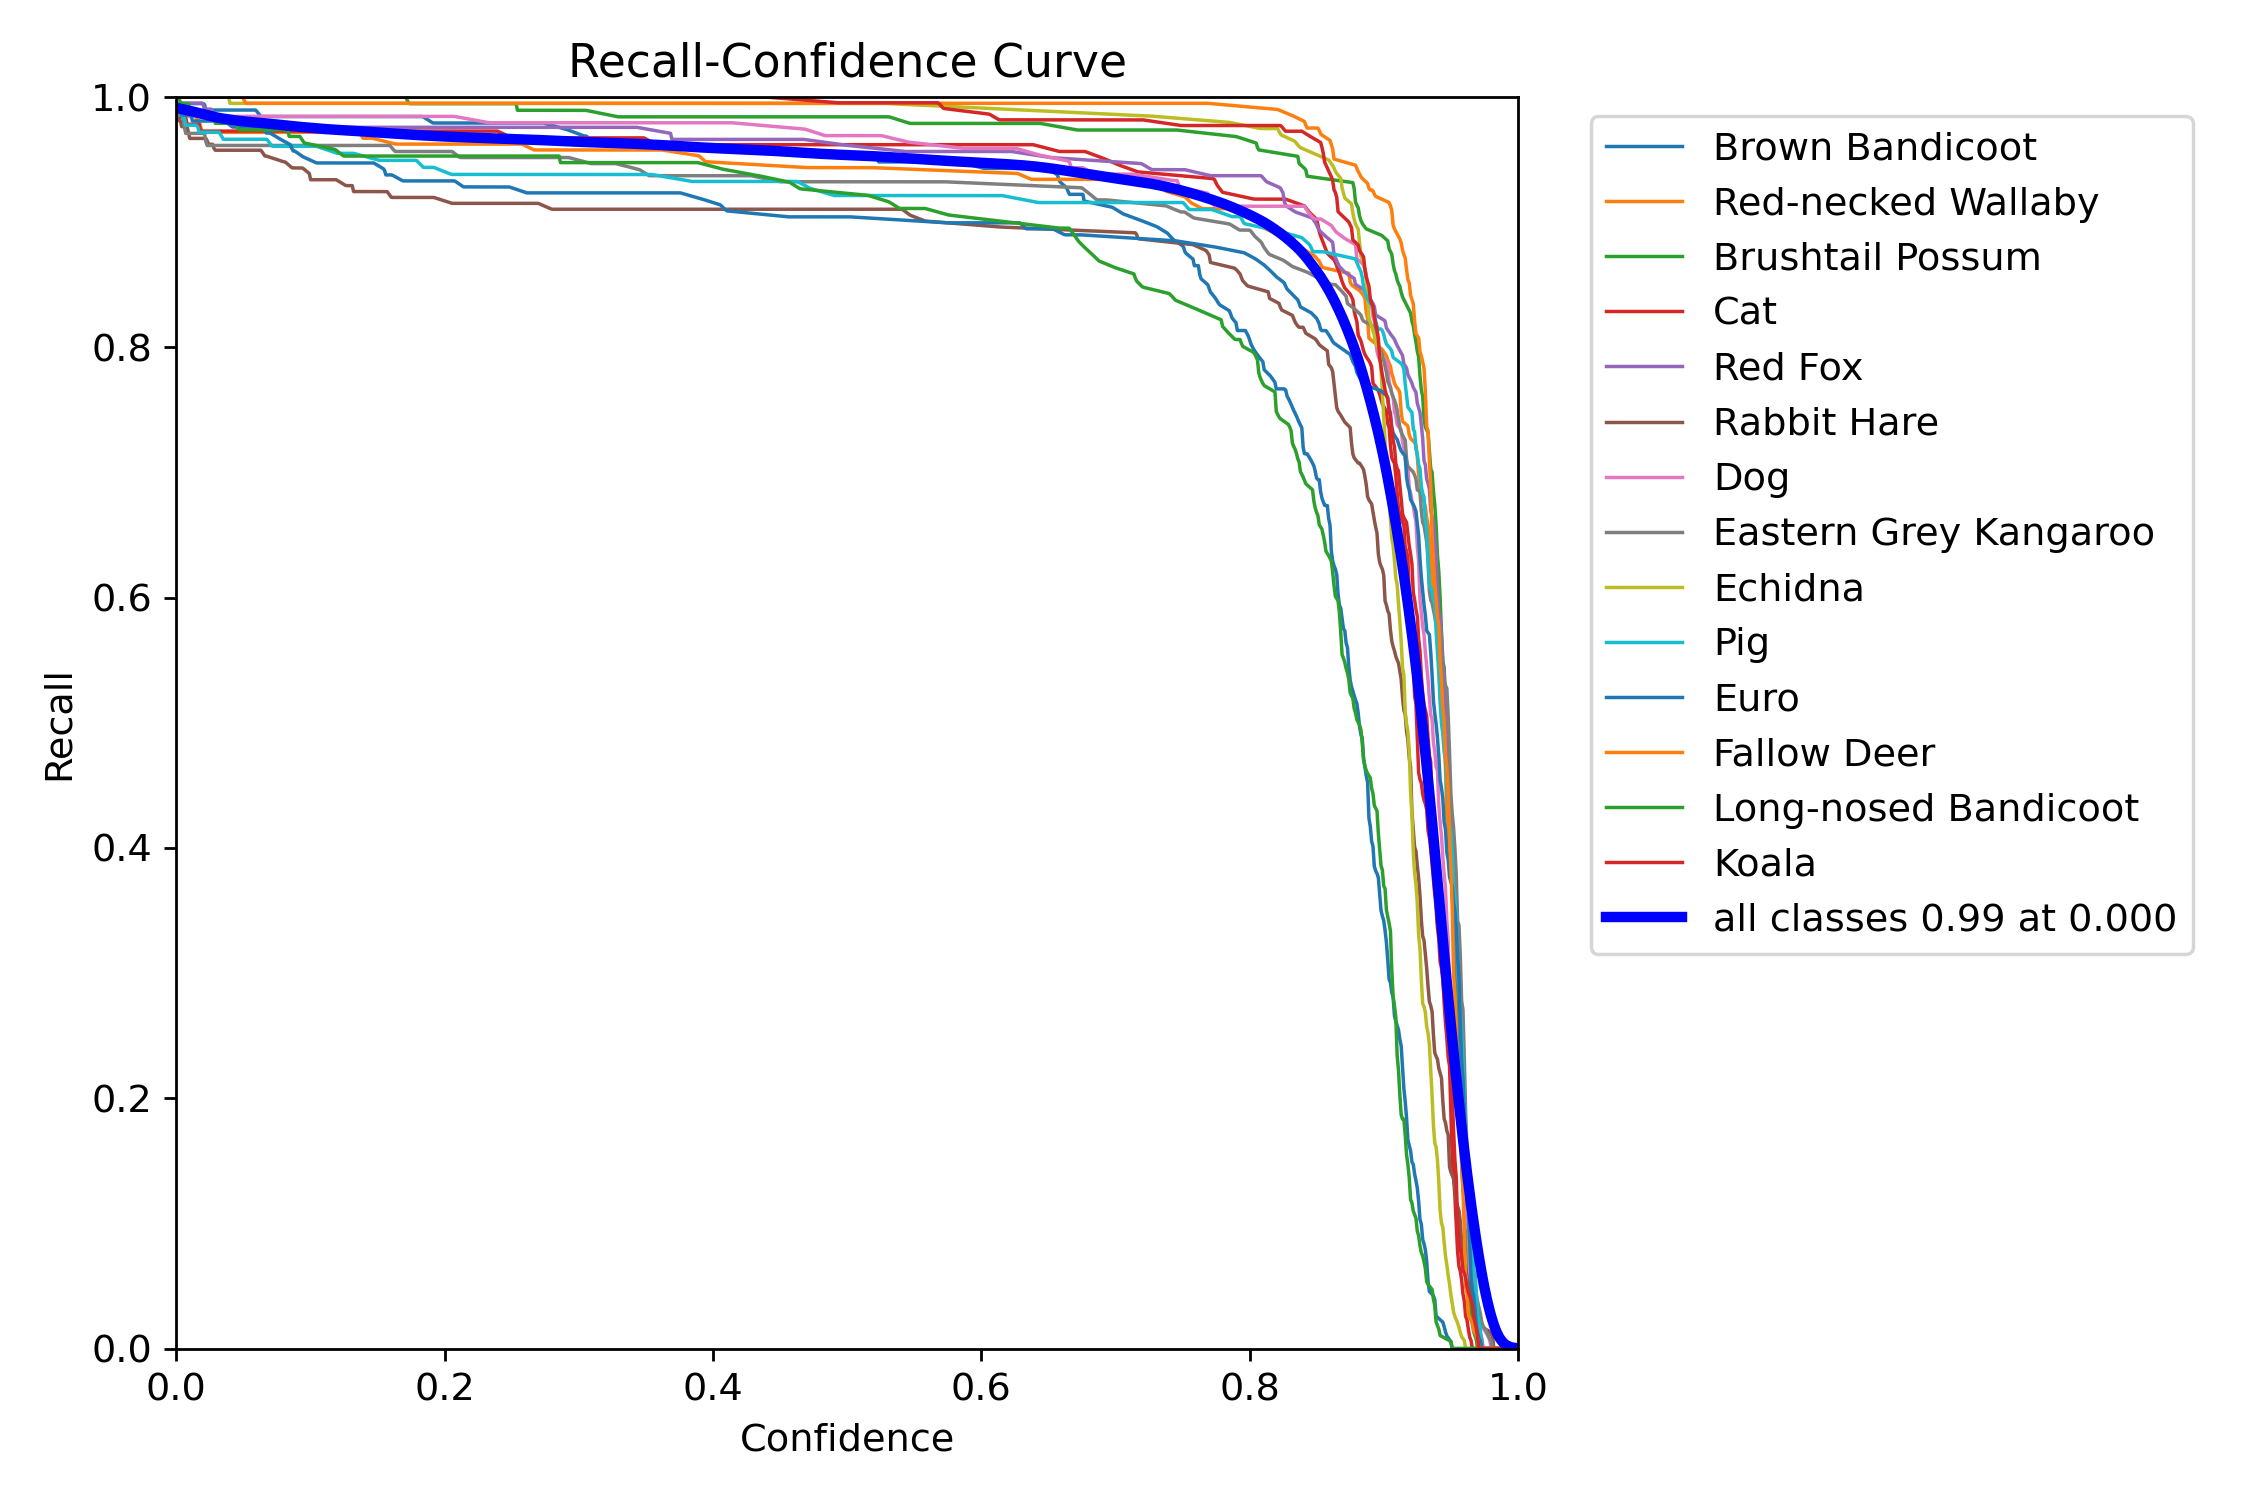 Recall-Confidence Curve
1.0
0.8
0.6
0.4
0.2
0.0
Recall
0.0 0.2 0.4 0.6 0.8 1.0
Confidence
Brown Bandicoot
Red-necked Wallaby
Brushtail Possum
Cat
Red Fox
Rabbit Hare
Dog
Eastern Grey Kangaroo
Echidna
Pig
Euro
Fallow Deer
Long-nosed Bandicoot
Koala
all classes 0.99 at 0.000